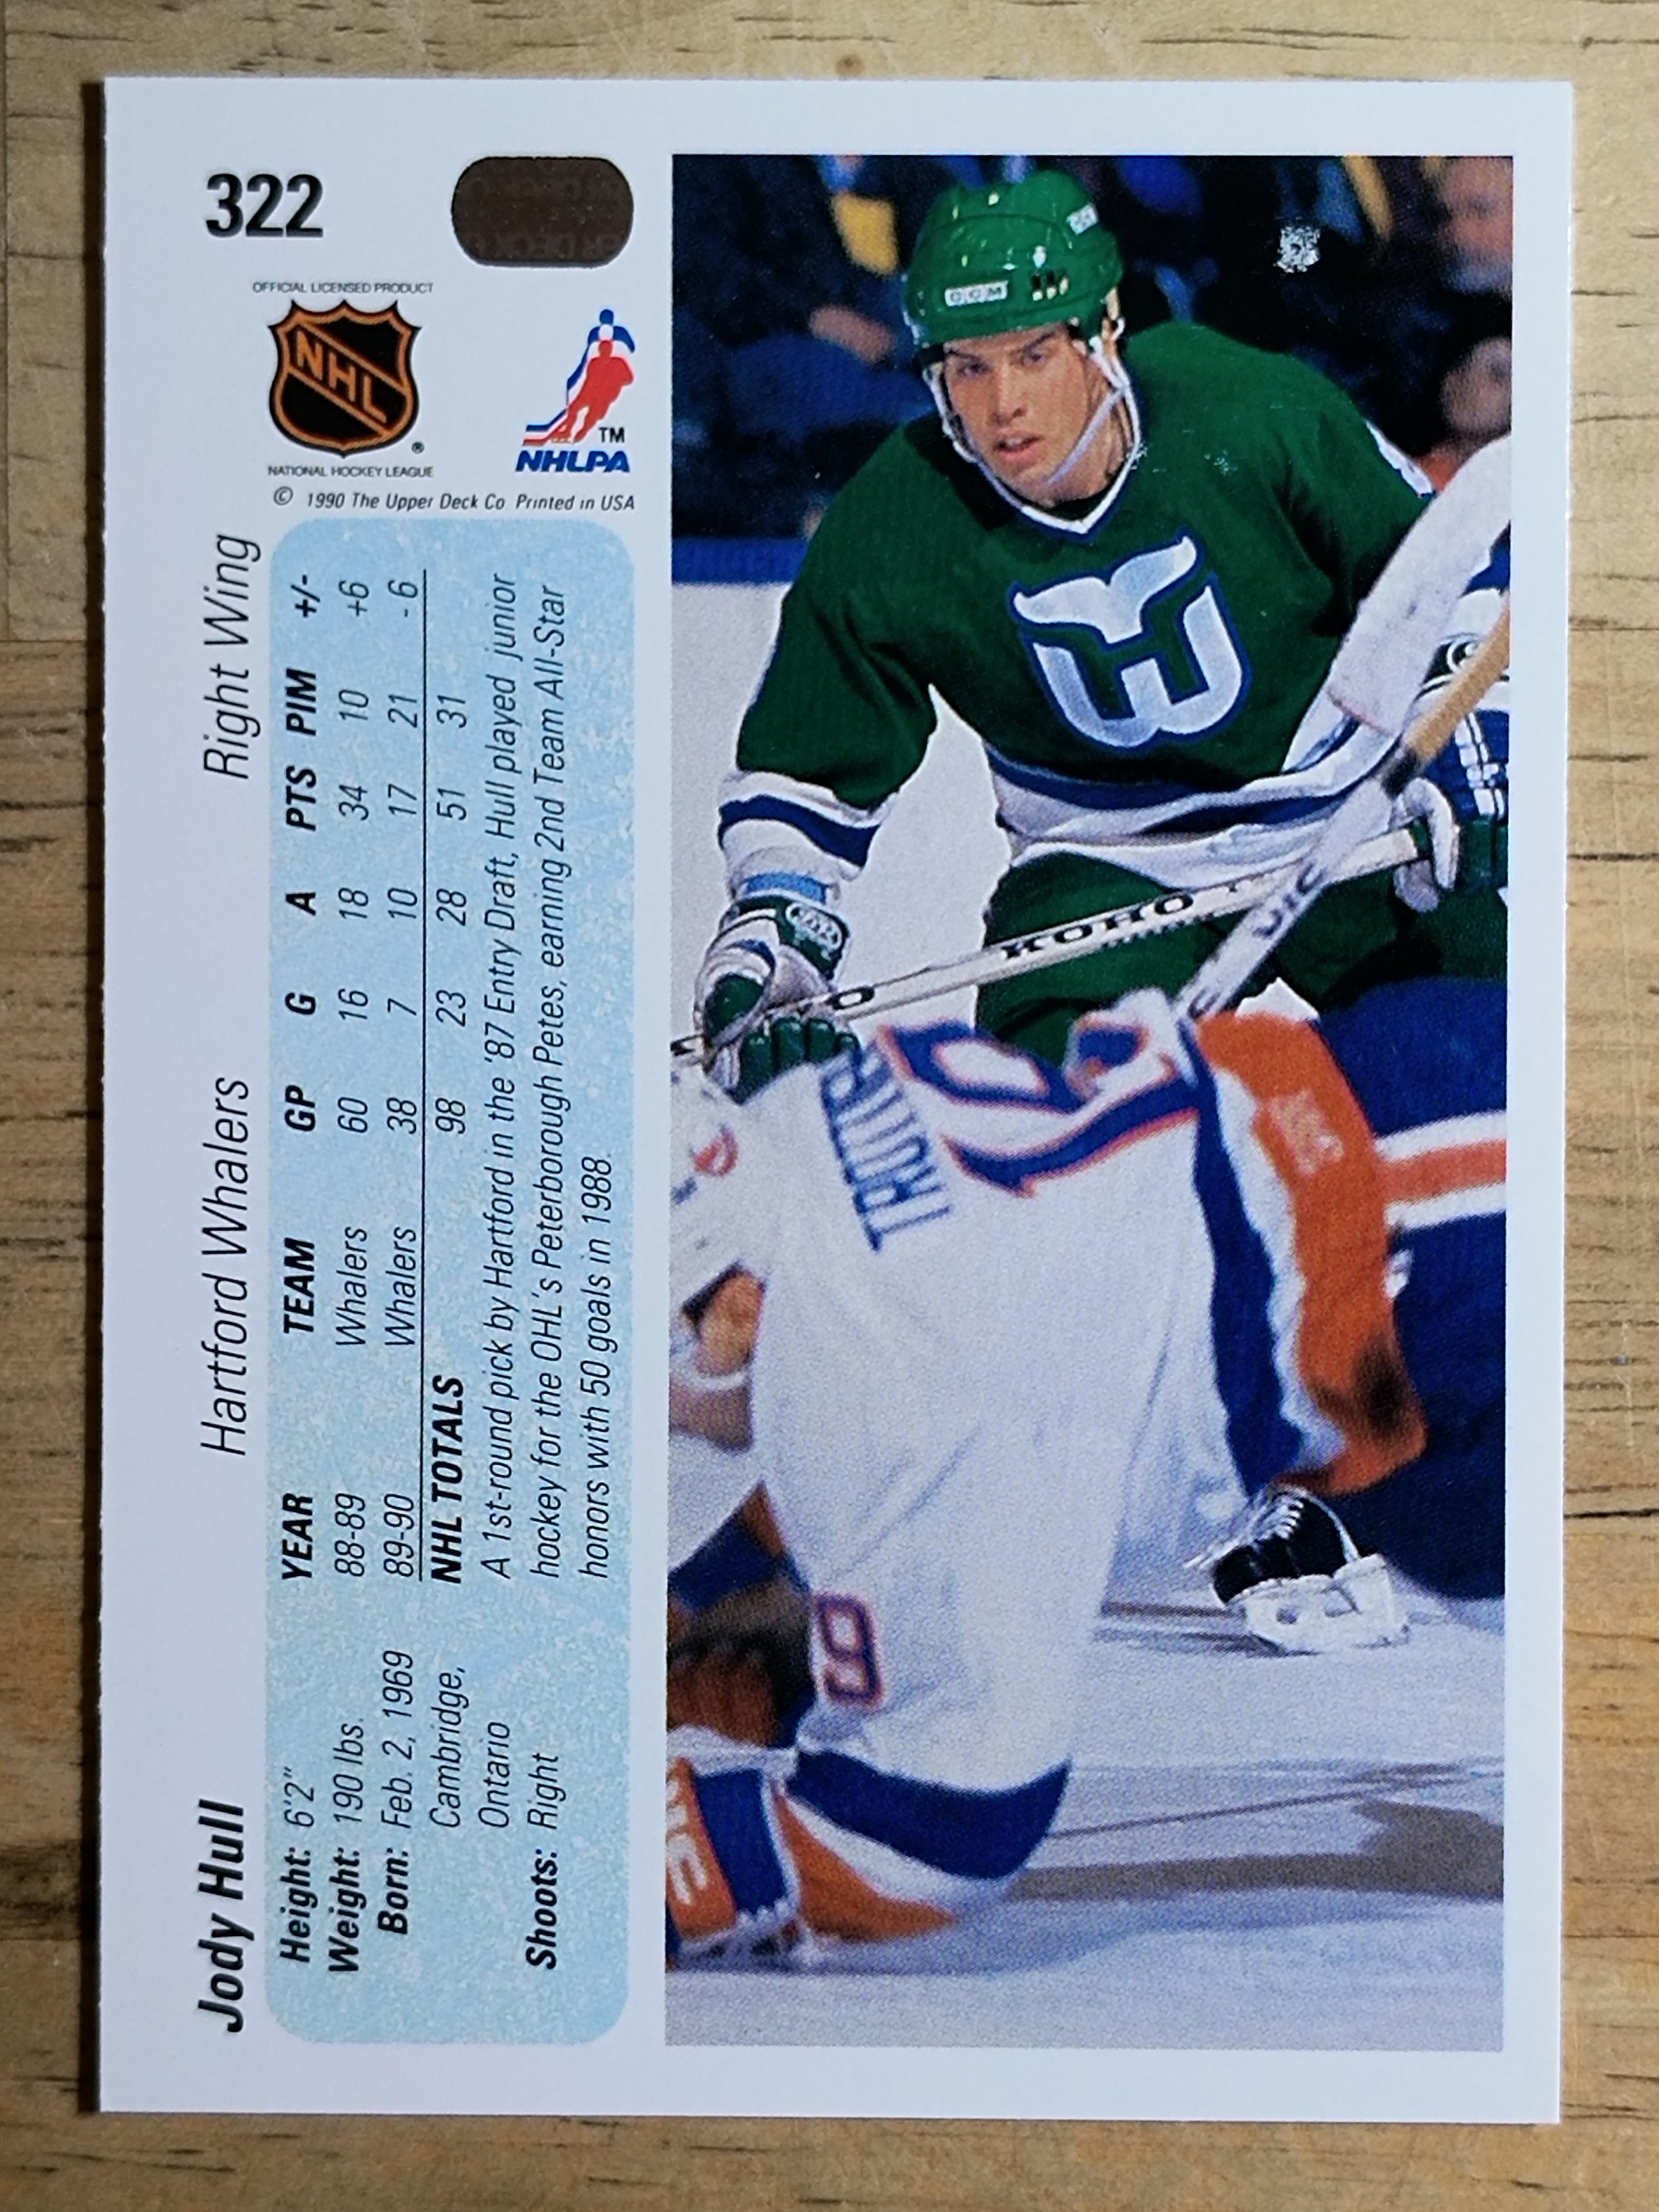 322
OFFICIAL LICENSED PRODUCT
NHL
®
NATIONAL HOCKEY LEAGUE
TM
NHLPA
© 1990 The Upper Deck Co. Printed in USA
Jody Hull Hartford Whalers Right Wing
Height: 6'2"
Weight: 190 lbs.
Born: Feb. 2, 1969
Cambridge,
Ontario
Shoots: Right
YEAR TEAM GP G A PTS PIM +/-
88-89 Whalers 60 16 18 34 10 +6
89-90 Whalers 38 7 10 17 21 -6
NHL TOTALS 98 23 28 51 31
A 1st-round pick by Hartford in the '87 Entry Draft, Hull played junior
hockey for the OHL's Peterborough Petes, earning 2nd Team All-Star
honors with 50 goals in 1988.
CCM
KOHO
TROTTIER
19